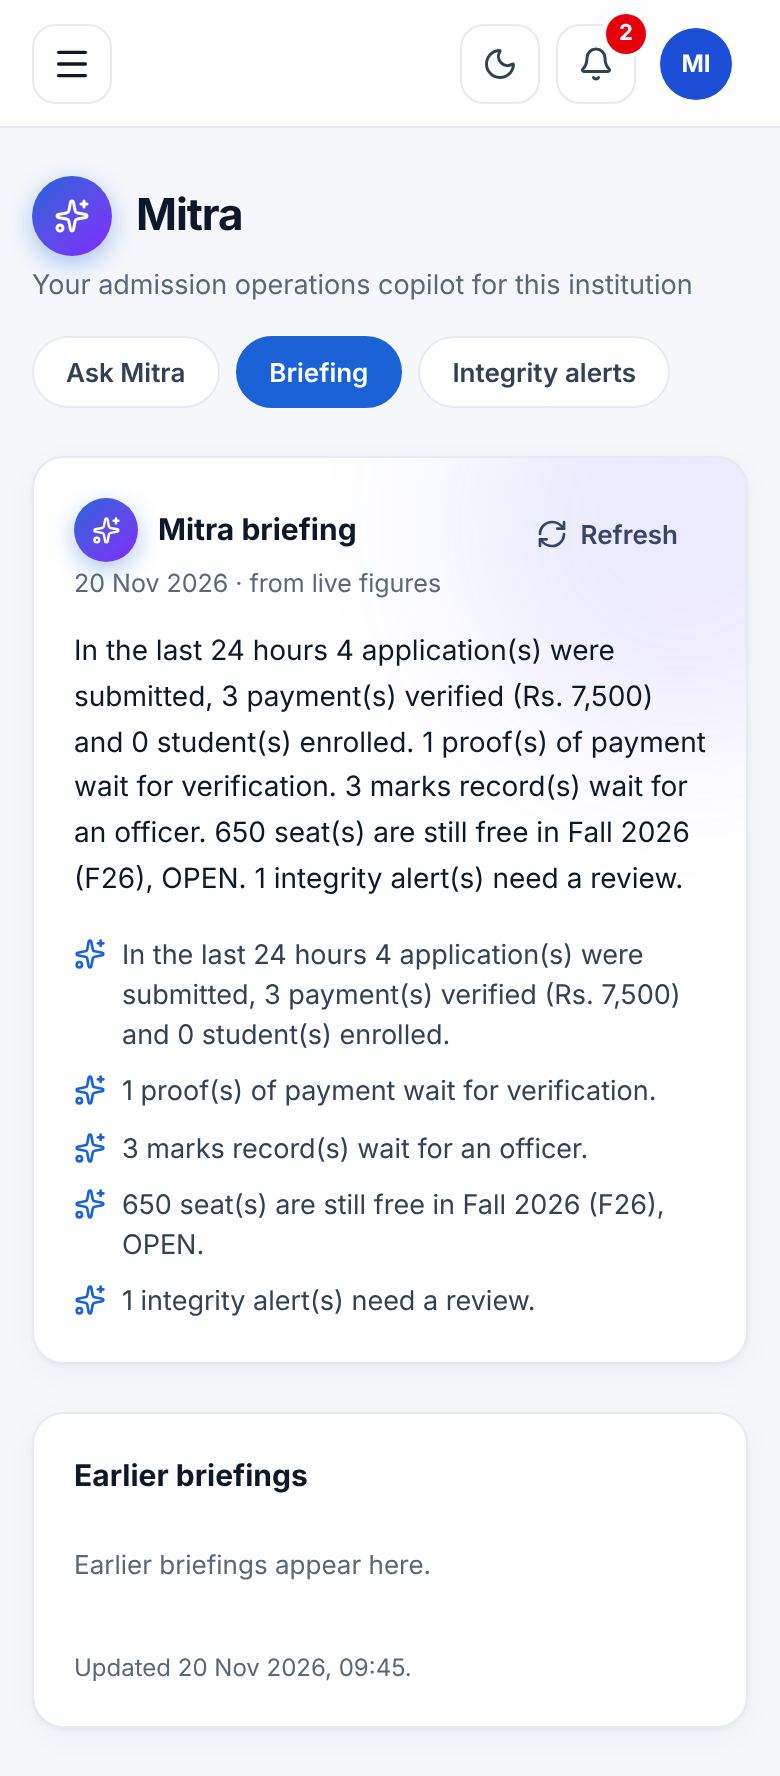 2
MI
Mitra
Your admission operations copilot for this institution
Ask Mitra
Briefing
Integrity alerts
Mitra briefing
Refresh
20 Nov 2026 · from live figures
In the last 24 hours 4 application(s) were
submitted, 3 payment(s) verified (Rs. 7,500)
and 0 student(s) enrolled. 1 proof(s) of payment
wait for verification. 3 marks record(s) wait for
an officer. 650 seat(s) are still free in Fall 2026
(F26), OPEN. 1 integrity alert(s) need a review.
In the last 24 hours 4 application(s) were
submitted, 3 payment(s) verified (Rs. 7,500)
and 0 student(s) enrolled.
1 proof(s) of payment wait for verification.
3 marks record(s) wait for an officer.
650 seat(s) are still free in Fall 2026 (F26),
OPEN.
1 integrity alert(s) need a review.
Earlier briefings
Earlier briefings appear here.
Updated 20 Nov 2026, 09:45.